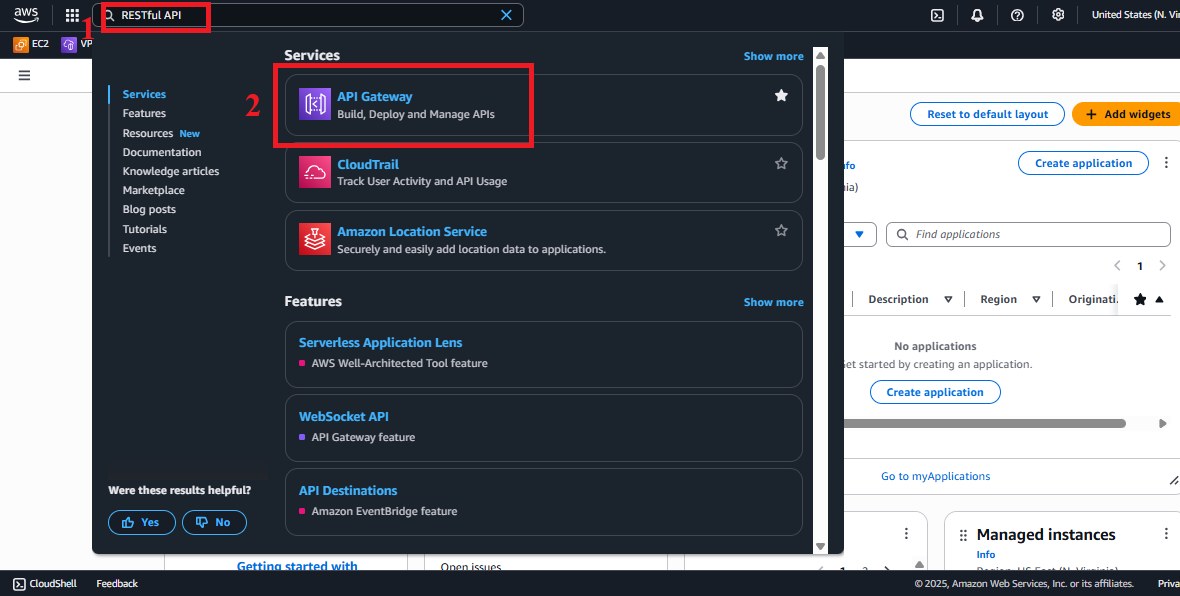 aws
RESTful API
United States (N. Vir
1
EC2
VP
Services
Show more
Services
Features
Resources New
Documentation
Knowledge articles
Marketplace
Blog posts
Tutorials
Events
2
API Gateway
Build, Deploy and Manage APIs
CloudTrail
Track User Activity and API Usage
Amazon Location Service
Securely and easily add location data to applications.
Features
Show more
Serverless Application Lens
AWS Well-Architected Tool feature
WebSocket API
API Gateway feature
API Destinations
Amazon EventBridge feature
Were these results helpful?
Yes
No
Reset to default layout
Add widgets
nfo
Create application
ia)
Find applications
1
Description
Region
Originati
No applications
Get started by creating an application.
Create application
Go to myApplications
Managed instances
Info
Getting started with
Open issues
Region: US East (N. Virginia)
CloudShell
Feedback
© 2025, Amazon Web Services, Inc. or its affiliates.
Priva